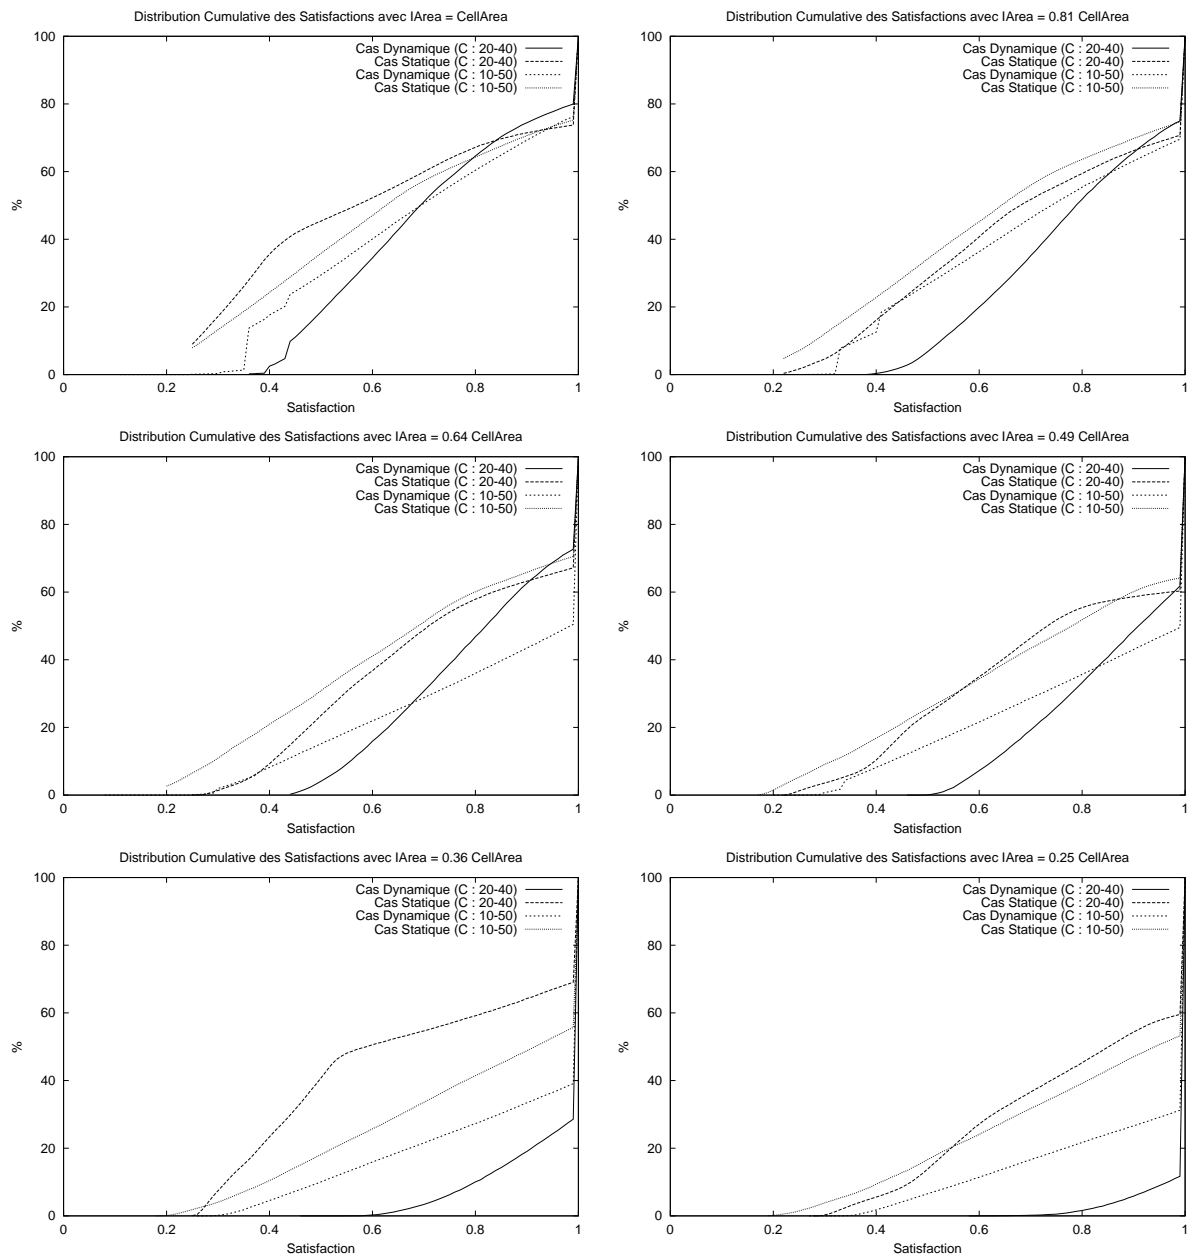 Distribution Cumulative des Satisfactions avec IArea = CellArea
100
80
60
40
20
0
%
0 0.2 0.4 0.6 0.8 1
Satisfaction
Cas Dynamique (C : 20-40)
Cas Statique (C : 20-40)
Cas Dynamique (C : 10-50)
Cas Statique (C : 10-50)
Distribution Cumulative des Satisfactions avec IArea = 0.81 CellArea
100
80
60
40
20
0
%
0 0.2 0.4 0.6 0.8 1
Satisfaction
Cas Dynamique (C : 20-40)
Cas Statique (C : 20-40)
Cas Dynamique (C : 10-50)
Cas Statique (C : 10-50)
Distribution Cumulative des Satisfactions avec IArea = 0.64 CellArea
100
80
60
40
20
0
%
0 0.2 0.4 0.6 0.8 1
Satisfaction
Cas Dynamique (C : 20-40)
Cas Statique (C : 20-40)
Cas Dynamique (C : 10-50)
Cas Statique (C : 10-50)
Distribution Cumulative des Satisfactions avec IArea = 0.49 CellArea
100
80
60
40
20
0
%
0 0.2 0.4 0.6 0.8 1
Satisfaction
Cas Dynamique (C : 20-40)
Cas Statique (C : 20-40)
Cas Dynamique (C : 10-50)
Cas Statique (C : 10-50)
Distribution Cumulative des Satisfactions avec IArea = 0.36 CellArea
100
80
60
40
20
0
%
0 0.2 0.4 0.6 0.8 1
Satisfaction
Cas Dynamique (C : 20-40)
Cas Statique (C : 20-40)
Cas Dynamique (C : 10-50)
Cas Statique (C : 10-50)
Distribution Cumulative des Satisfactions avec IArea = 0.25 CellArea
100
80
60
40
20
0
%
0 0.2 0.4 0.6 0.8 1
Satisfaction
Cas Dynamique (C : 20-40)
Cas Statique (C : 20-40)
Cas Dynamique (C : 10-50)
Cas Statique (C : 10-50)